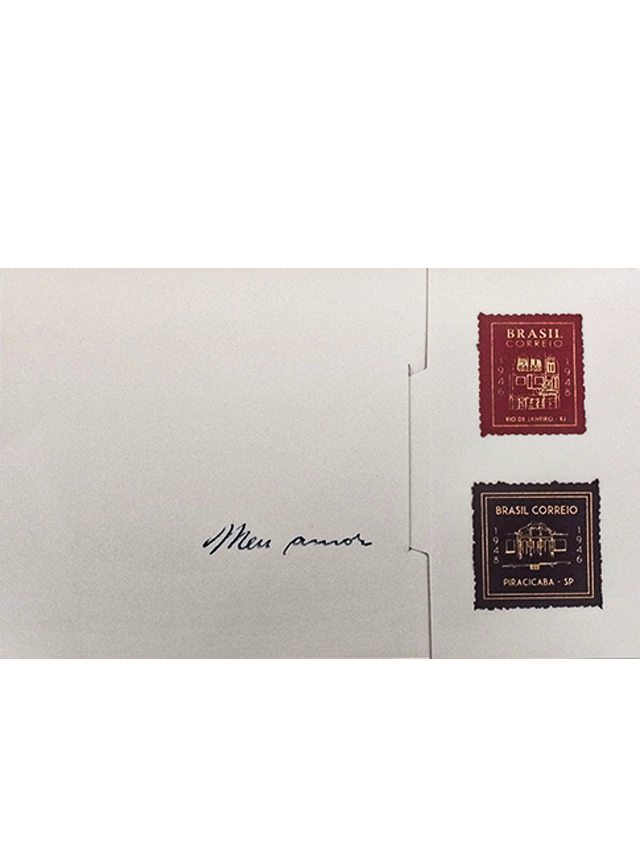 BRASIL
CORREIO
1946 1948
RIO DE JANEIRO - RJ
Meu amor
BRASIL CORREIO
1948 1946
PIRACICABA - SP